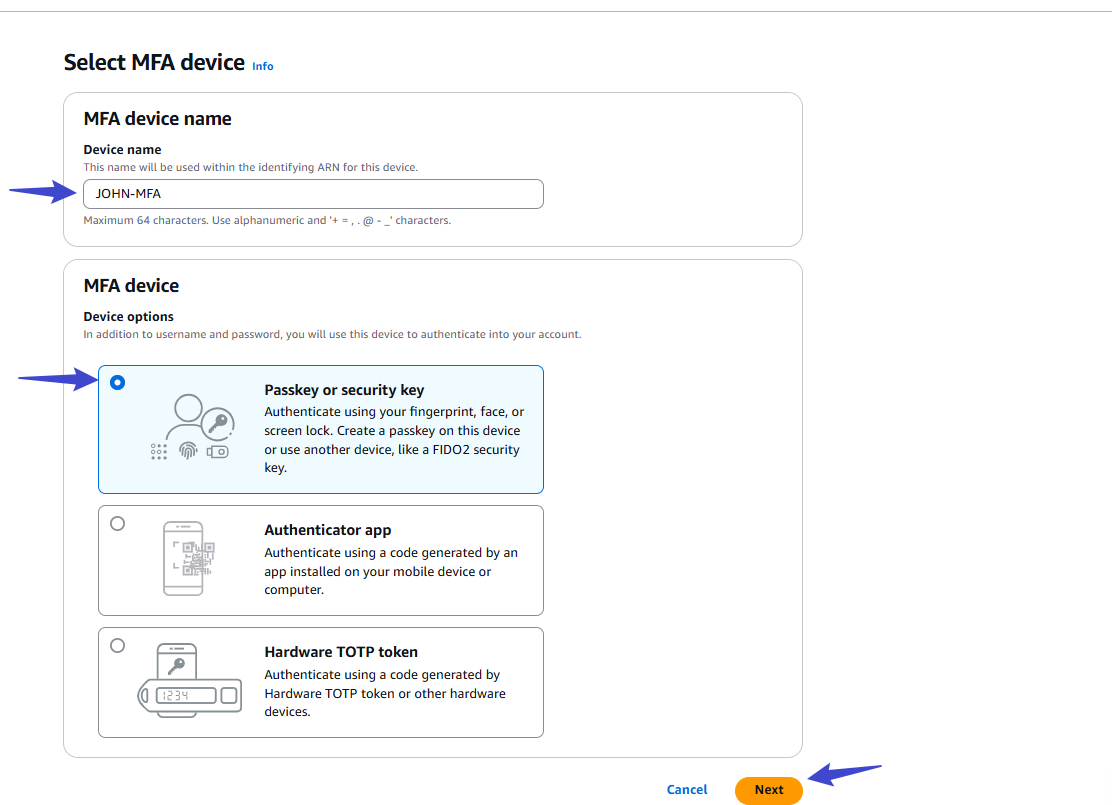 Select MFA device Info
MFA device name
Device name
This name will be used within the identifying ARN for this device.
JOHN-MFA
Maximum 64 characters. Use alphanumeric and '+ = , . @ - _' characters.
MFA device
Device options
In addition to username and password, you will use this device to authenticate into your account.
Passkey or security key
Authenticate using your fingerprint, face, or
screen lock. Create a passkey on this device
or use another device, like a FIDO2 security
key.
Authenticator app
Authenticate using a code generated by an
app installed on your mobile device or
computer.
Hardware TOTP token
1234
Authenticate using a code generated by
Hardware TOTP token or other hardware
devices.
Cancel Next